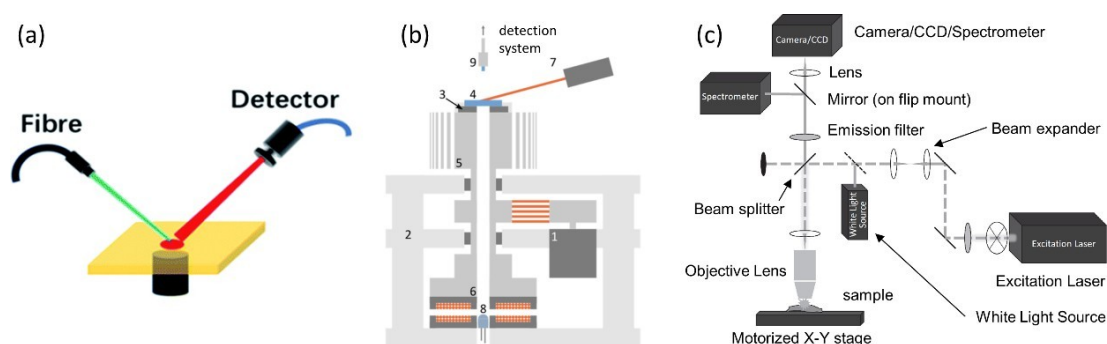 (a)
Fibre
Detector
(b)
detection
system
9
7
3
4
5
2
1
6
8
(c)
Camera/CCD
Camera/CCD/Spectrometer
Lens
Spectrometer
Mirror (on flip mount)
Emission filter
Beam expander
Beam splitter
White Light
Source
Excitation Laser
Objective Lens
Excitation Laser
sample
White Light Source
Motorized X-Y stage